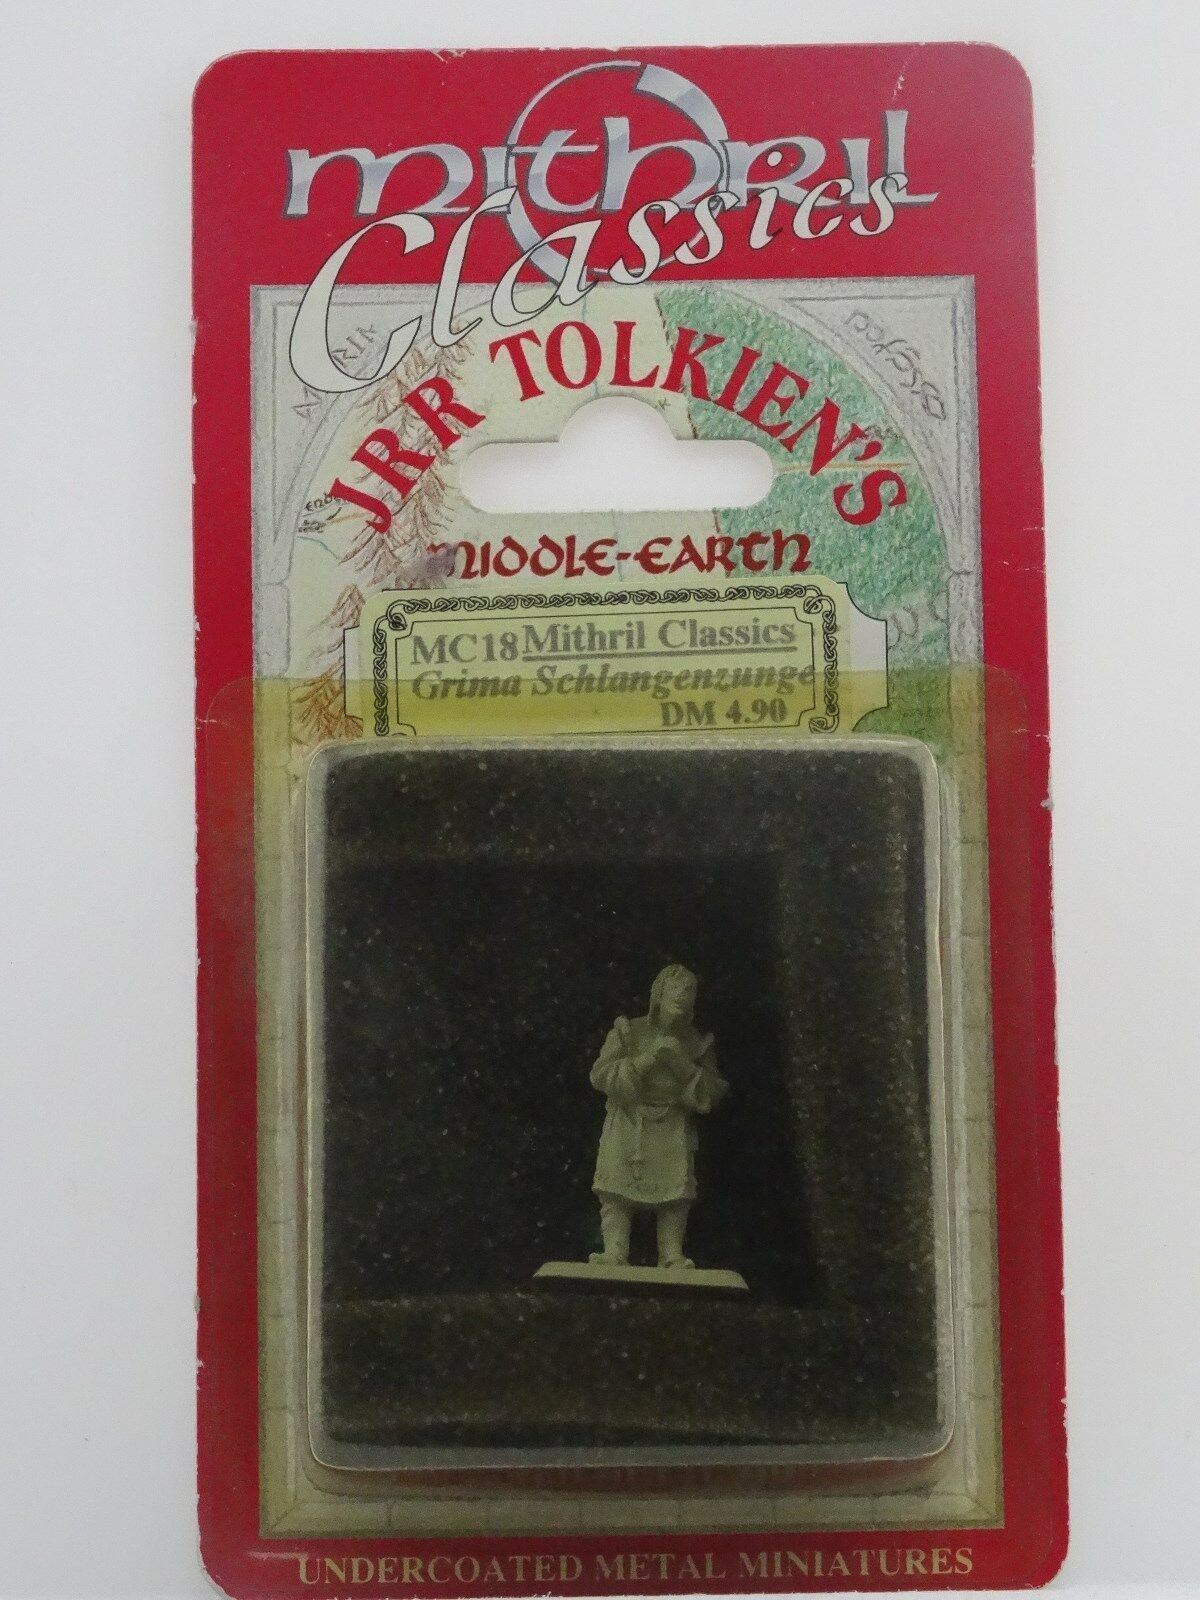 mithril
Classics
JRR TOLKIEN'S
MIDDLE-EARTH
MC18 Mithril Classics
Grima Schlangenzunge
DM 4.90
UNDERCOATED METAL MINIATURES